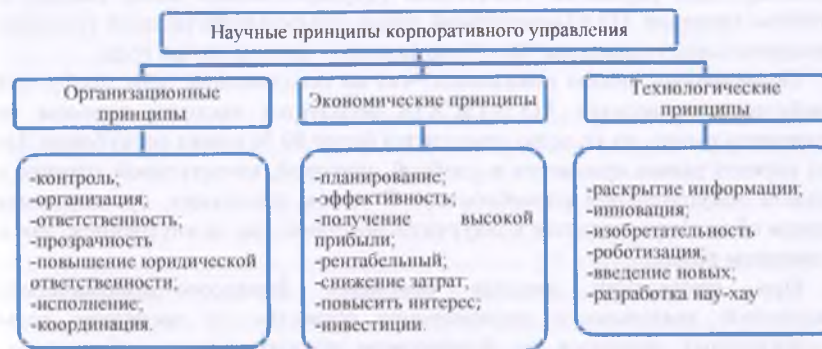 Научные принципы корпоративного управления
Организационные
принципы
Экономические принципы
Технологические
принципы
-контроль;
-организация;
-ответственность,
-прозрачность
-повышение юридической
ответственности;
-исполнение;
-координация.
-планирование;
-эффективность;
-получение высокой
прибыли;
-рентабельный,
-снижение затрат,
-повысить интерес;
-инвестиции.
-раскрытие информации;
-инновация;
-изобретательность
-роботизация;
-введение новых;
-разработка нау-хау